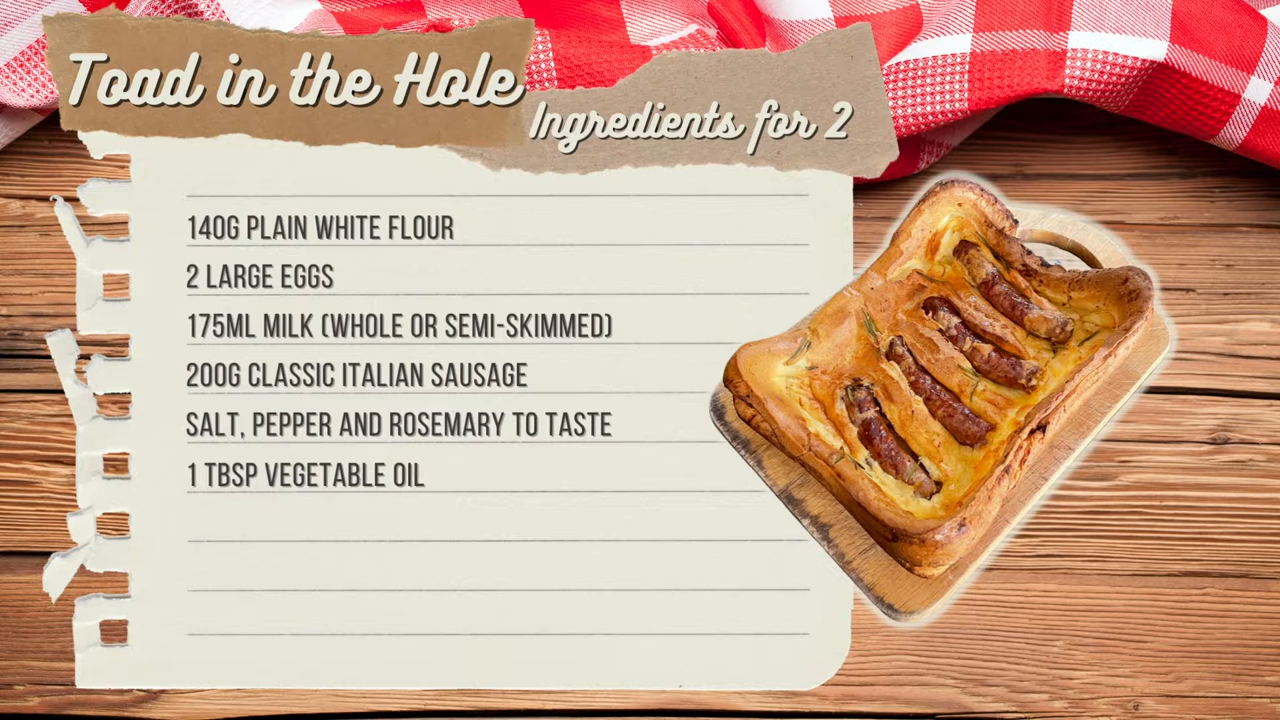 Toad in the Hole
Ingredients for 2
140G PLAIN WHITE FLOUR
2 LARGE EGGS
175ML MILK (WHOLE OR SEMI-SKIMMED)
200G CLASSIC ITALIAN SAUSAGE
SALT, PEPPER AND ROSEMARY TO TASTE
1 TBSP VEGETABLE OIL